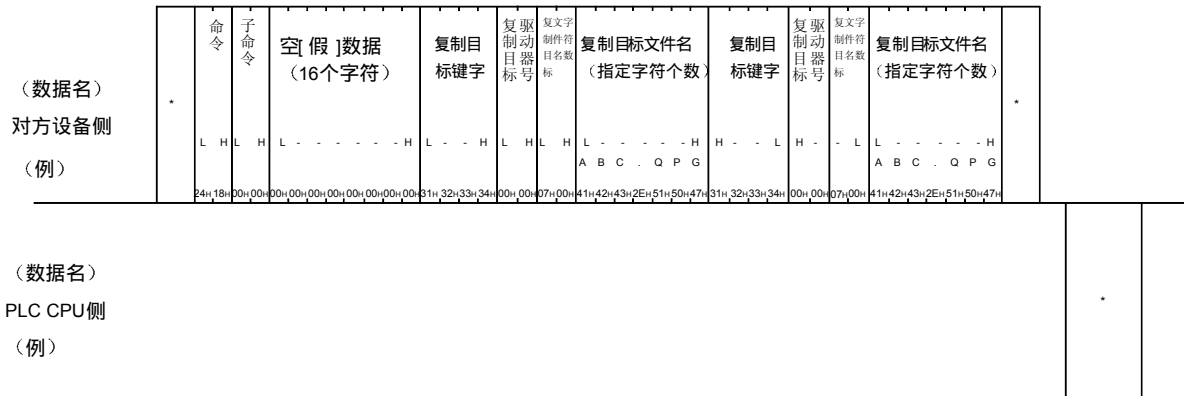 命令
子命令
空[ 假 ]数据
（16个字符）
复制目
标键字
复制目标
驱动器号
复制目标
文件名
字符数
复制目标文件名
（指定字符个数）
复制目
标键字
复制目标
驱动器号
复制目标
文件名
字符数
复制目标文件名
（指定字符个数）
（数据名）
对方设备侧
（例）
*
*
L H L H L - - - - - - H L - - H L H L H L - - - - - H H - - L H - - L L - - - - - H
A B C . Q P G A B C . Q P G
24H 18H 00H 00H 00H 00H 00H 00H 00H 00H 00H 31H 32H 33H 34H 00H 00H 07H 00H 41H 42H 43H 2EH 51H 50H 47H 31H 32H 33H 34H 00H 00H 07H 00H 41H 42H 43H 2EH 51H 50H 47H
（数据名）
PLC CPU侧
（例）
*